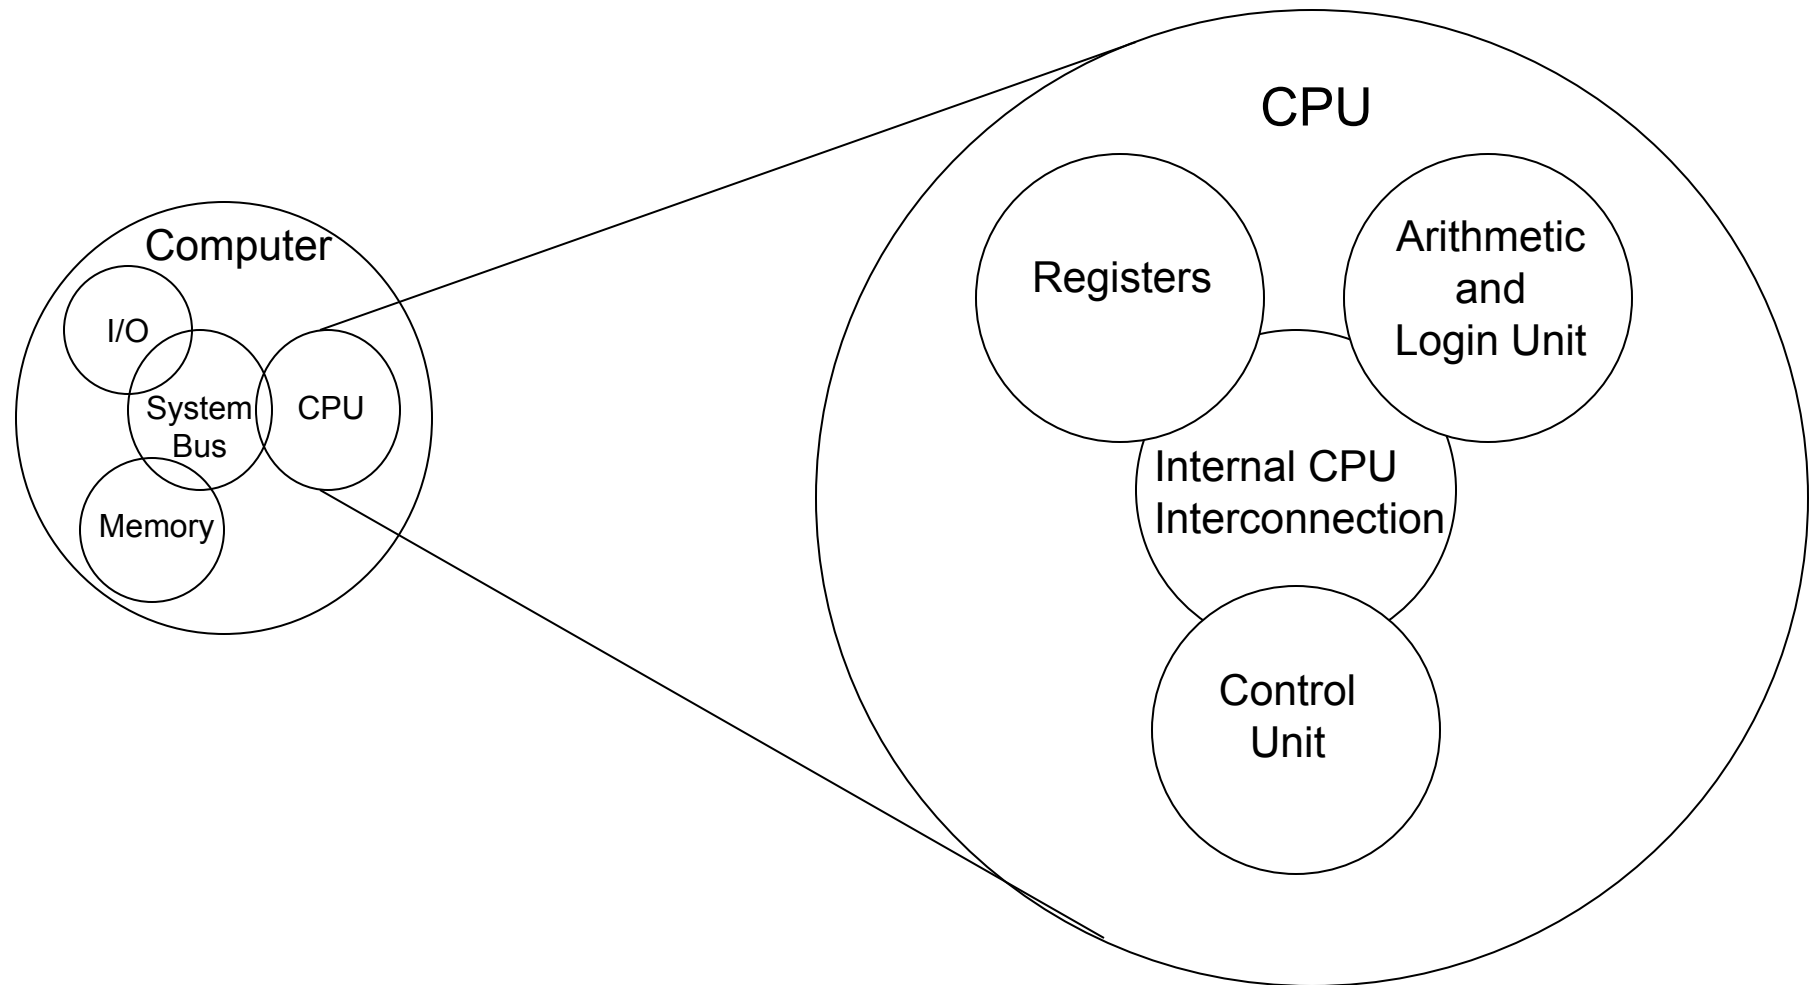 Computer
I/O
System
Bus
CPU
Memory
CPU
Registers
Arithmetic
and
Login Unit
Internal CPU
Interconnection
Control
Unit